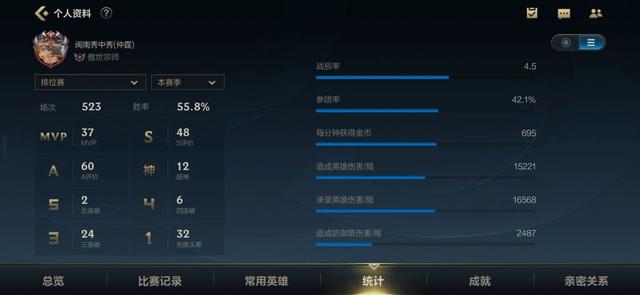 个人资料 ?
闽南秀中秀(仲霆)
傲世宗师
排位赛 本赛季
场次 523 胜率 55.8%
MVP 37 MVP
S 48 S评价
A 60 A评价
神 12 超神
5 2 五连破
4 6 四连破
3 24 三连破
1 32 先拔头筹
战损率 4.5
参团率 42.1%
每分钟获得金币 695
造成英雄伤害/局 15221
承受英雄伤害/局 16568
造成防御塔伤害/局 2487
总览 比赛记录 常用英雄 统计 成就 亲密关系